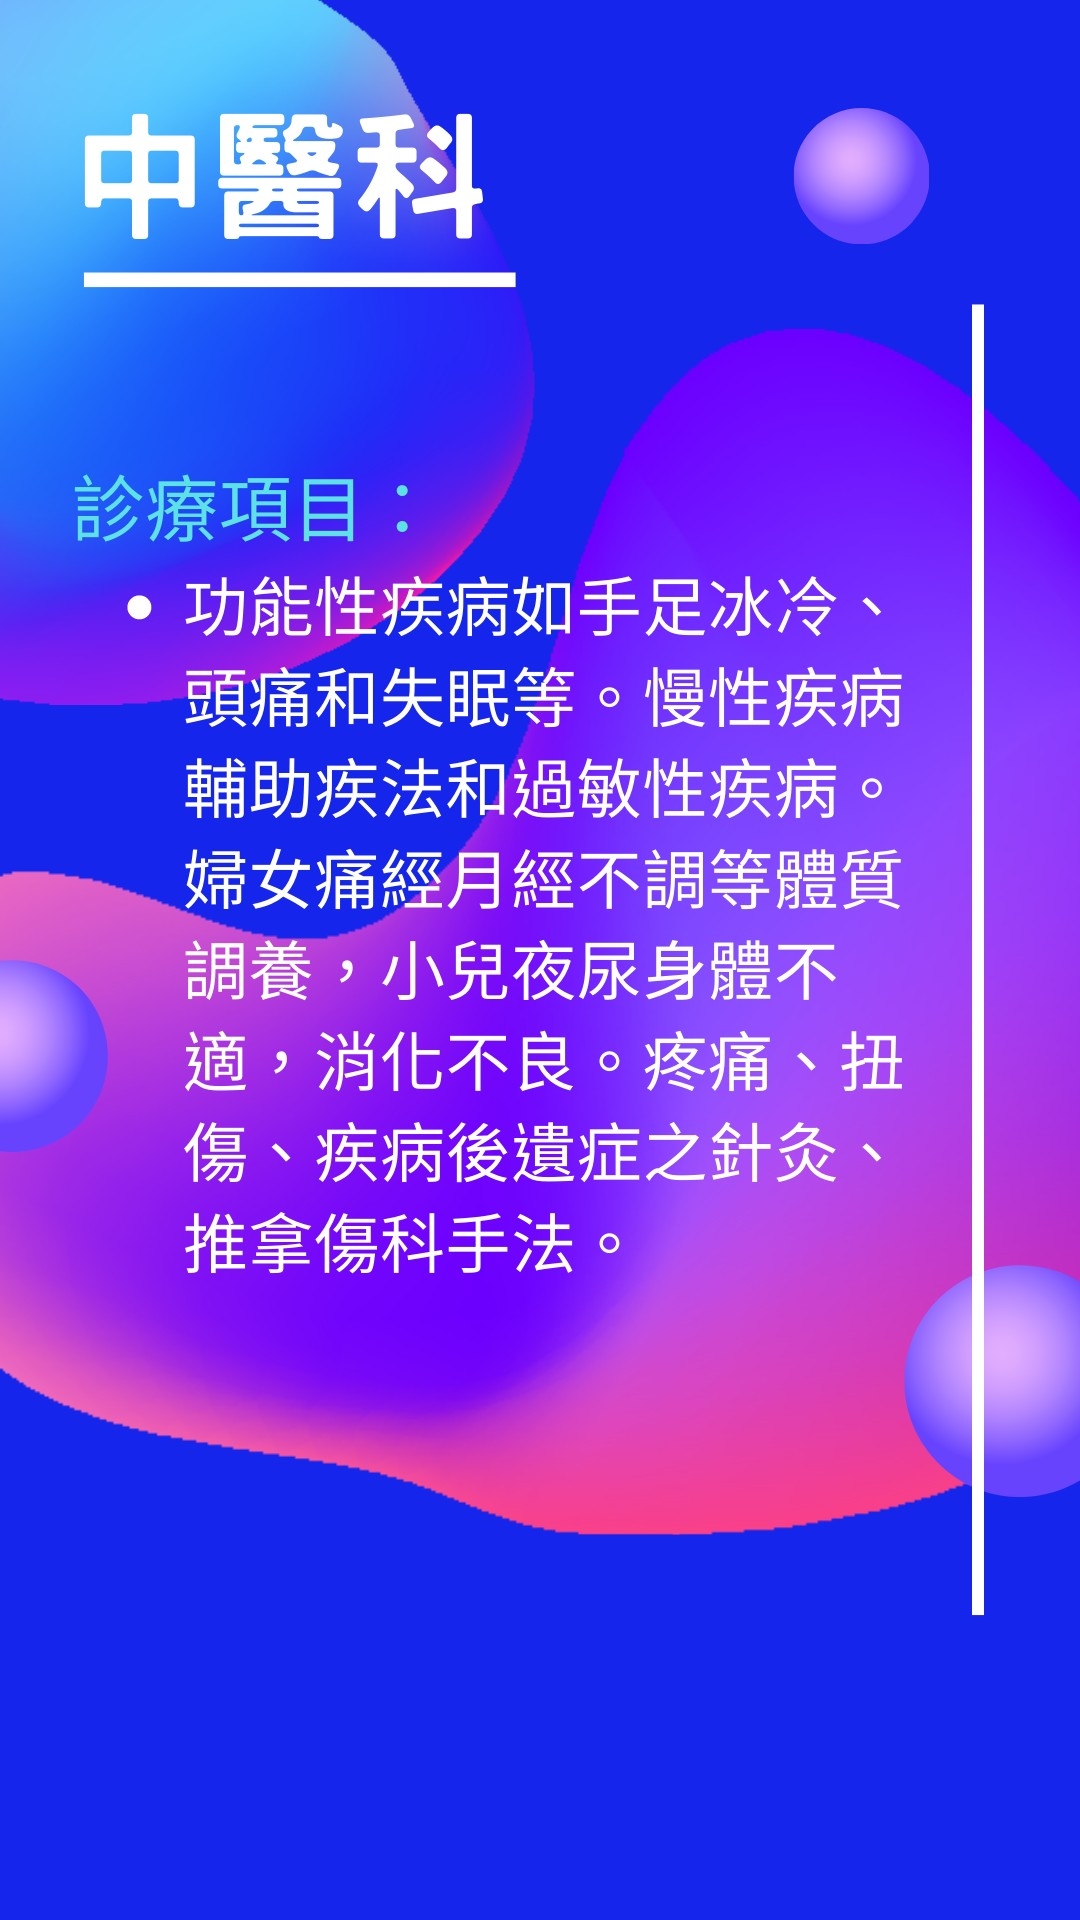 中醫科
診療項目：
• 功能性疾病如手足冰冷、
頭痛和失眠等。慢性疾病
輔助疾法和過敏性疾病。
婦女痛經月經不調等體質
調養，小兒夜尿身體不
適，消化不良。疼痛、扭
傷、疾病後遺症之針灸、
推拿傷科手法。